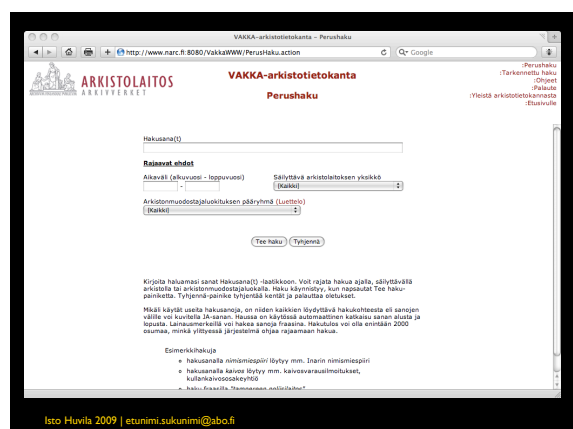 VAKKA-arkistotietokanta – Perushaku
http://www.narc.fi:8080/VakkaWWW/PerusHaku.action
Google
ARKISTOLAITOS
ARKIVVERKET
VAKKA-arkistotietokanta
Perushaku
:Perushaku
:Tarkennettu haku
:Ohjeet
:Palaute
:Yleistä arkistotietokannasta
:Etusivulle
Hakusana(t)
Rajaavat ehdot
Aikaväli (alkuvuosi - loppuvuosi)
Säilyttävä arkistolaitoksen yksikkö
-
[Kaikki]
Arkistonmuodostajaluokituksen pääryhmä (Luettelo)
[Kaikki]
Tee haku
Tyhjennä
Kirjoita haluamasi sanat Hakusana(t) -laatikkoon. Voit rajata hakua ajalla, säilyttävällä
arkistolla tai arkistonmuodostajaluokalla. Haku käynnistyy, kun napsautat Tee haku-
painiketta. Tyhjennä-painike tyhjentää kentät ja palauttaa oletukset.
Mikäli käytät useita hakusanoja, on niiden kaikkien löydyttävä hakukohteesta eli sanojen
välille voi kuvitella JA-sanan. Haussa on käytössä automaattinen katkaisu sanan alusta ja
lopusta. Lainausmerkeillä voi hakea sanoja fraasina. Hakutulos voi olla enintään 2000
osumaa, minkä ylittyessä järjestelmä ohjaa rajaamaan hakua.
Esimerkkihakuja
hakusanalla nimismiespiiri löytyy mm. Inarin nimismiespiiri
hakusanalla kaivos löytyy mm. kaivosvarausilmoitukset,
kullankaivososakeyhtiö
haku fraasilla "tampereen poliisilaitos"
Isto Huvila 2009 | etunimi.sukunimi@abo.fi